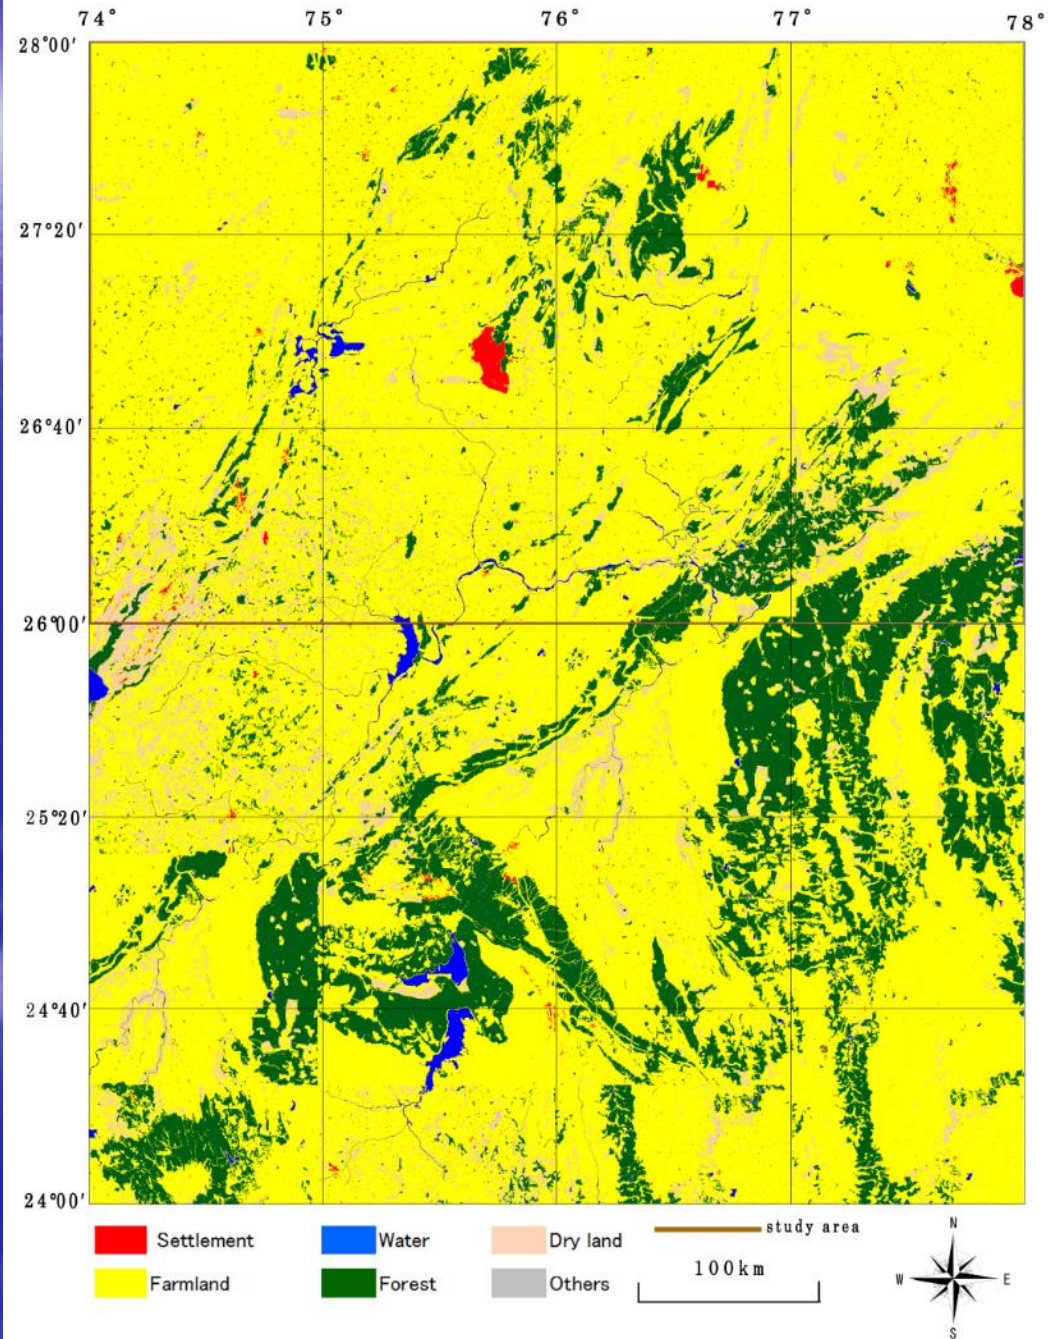 74° 75° 76° 77° 78°
28°00′
27°20′
26°40′
26°00′
25°20′
24°40′
24°00′
Settlement Water Dry land study area
Farmland Forest Others 100km
N
W E
S